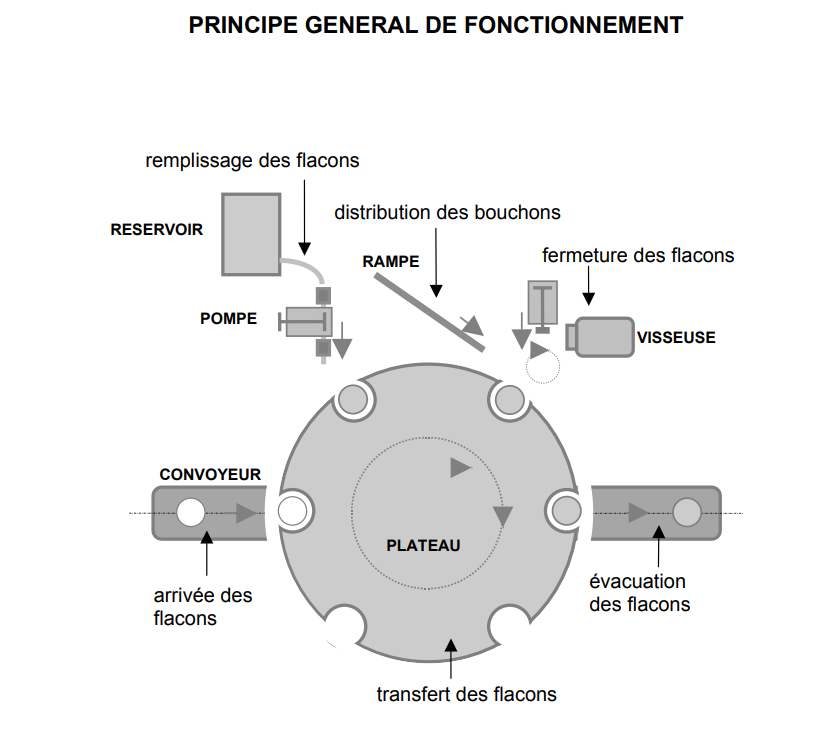 PRINCIPE GENERAL DE FONCTIONNEMENT
remplissage des flacons
distribution des bouchons
RESERVOIR
fermeture des flacons
RAMPE
POMPE
VISSEUSE
CONVOYEUR
PLATEAU
arrivée des
flacons
évacuation
des flacons
transfert des flacons